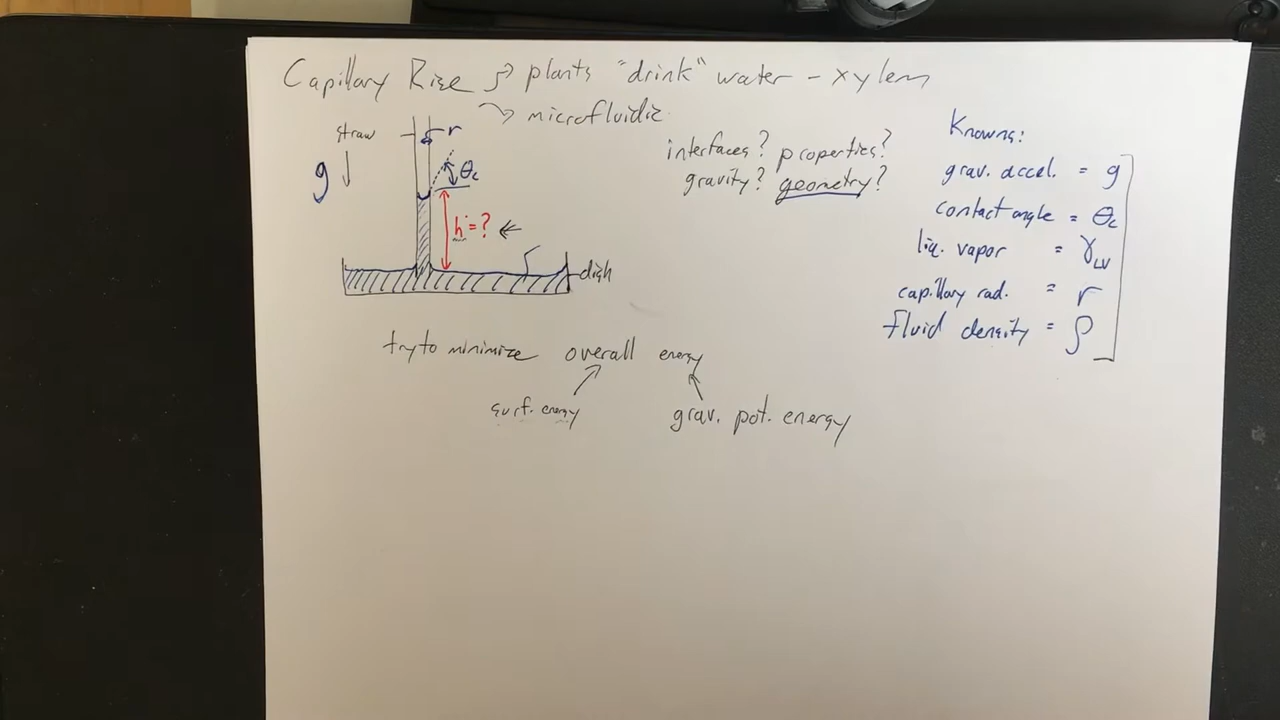 Capillary Rise → plants "drink" water - xylem
→ microfluidic
straw
r
g
θc
h = ?
dish
interfaces? properties?
gravity? geometry?
Knowns:
grav. accel. = g
contact angle = θc
liq. vapor = γLV
capillary rad. = r
fluid density = ρ
try to minimize overall energy
surf. energy
grav. pot. energy